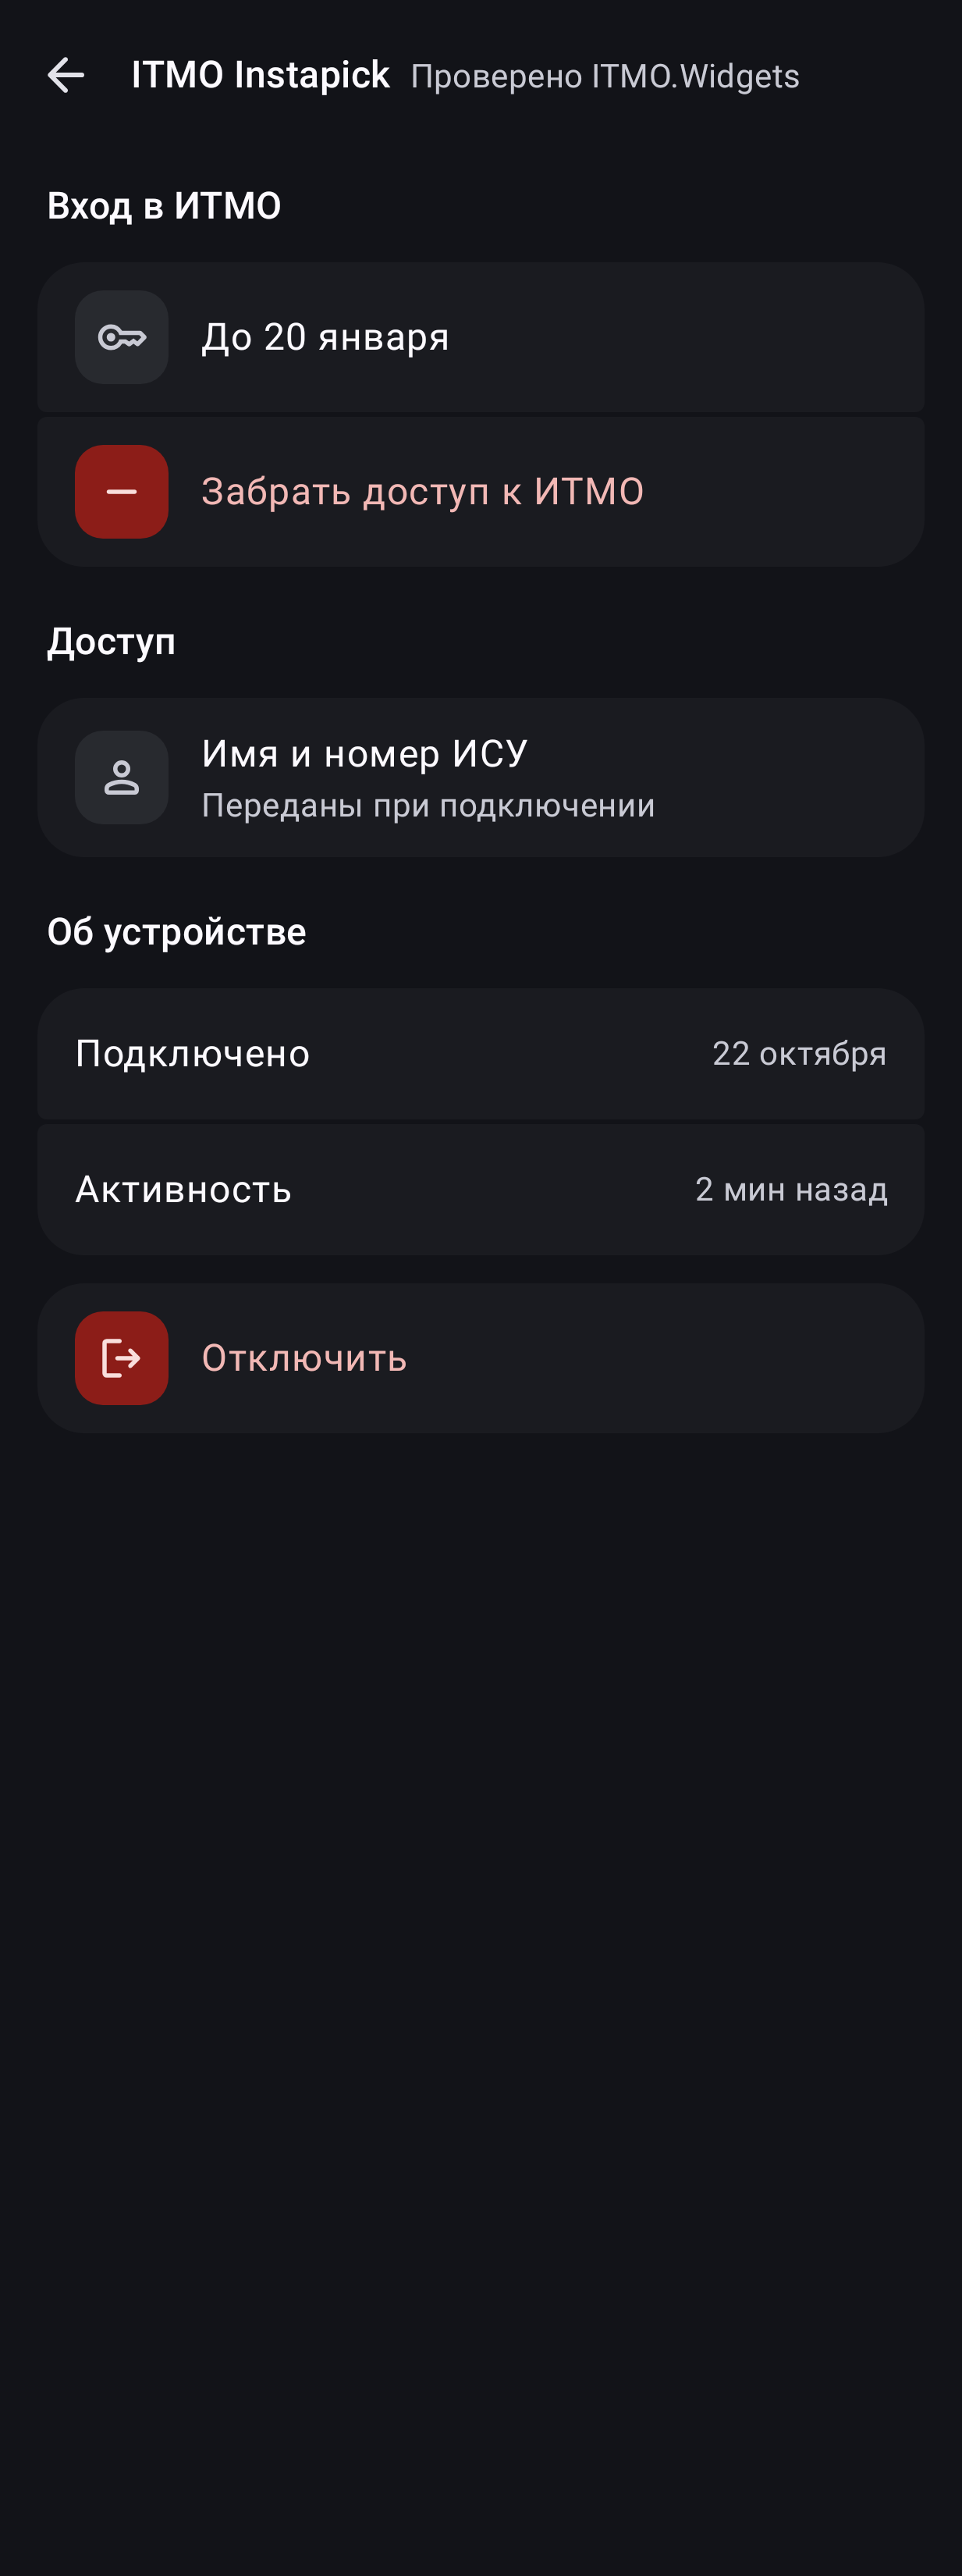 ITMO Instapick Проверено ITMO.Widgets
Вход в ИТМО
До 20 января
Забрать доступ к ИТМО
Доступ
Имя и номер ИСУ
Переданы при подключении
Об устройстве
Подключено 22 октября
Активность 2 мин назад
Отключить